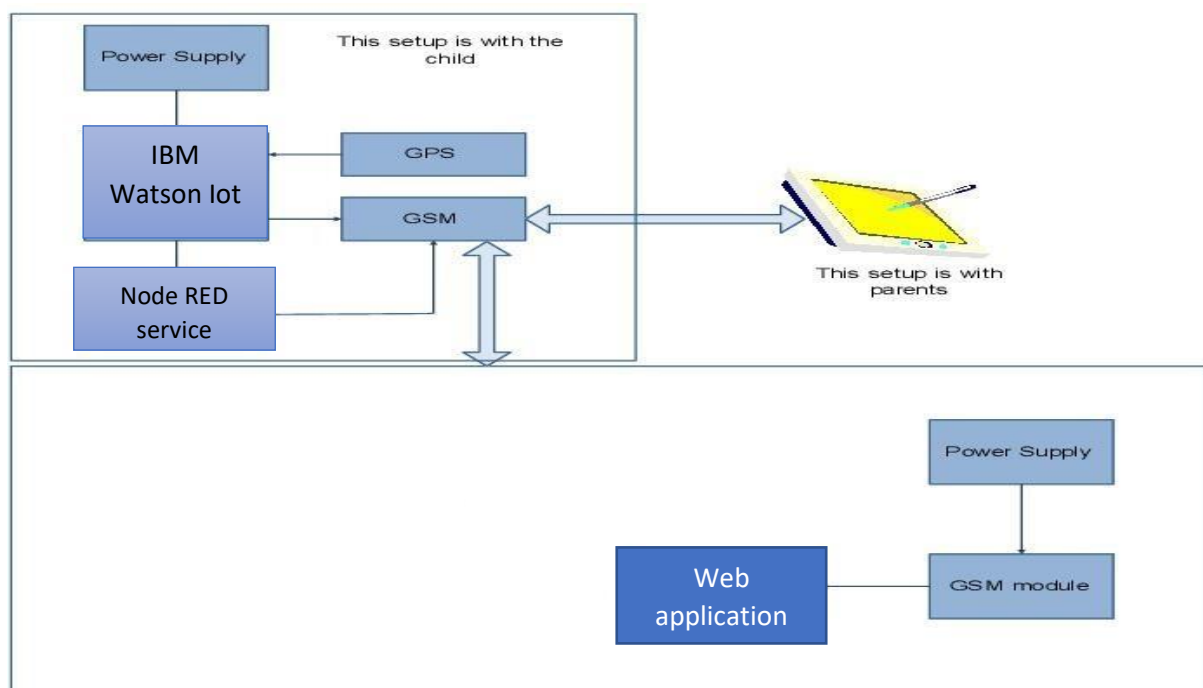 Power Supply
This setup is with the
child
IBM
Watson Iot
GPS
GSM
Node RED
service
This setup is with
parents
Power Supply
Web
application
GSM module